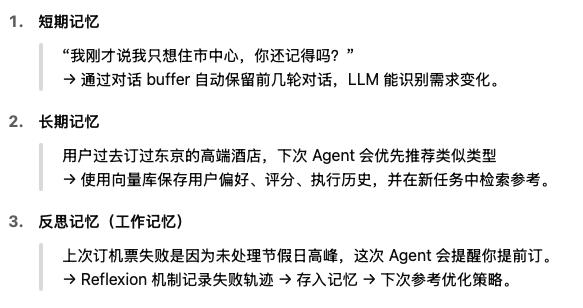 1. 短期记忆
“我刚才说我只想住市中心，你还记得吗？”
→ 通过对话 buffer 自动保留前几轮对话，LLM 能识别需求变化。
2. 长期记忆
用户过去订过东京的高端酒店，下次 Agent 会优先推荐类似类型
→ 使用向量库保存用户偏好、评分、执行历史，并在新任务中检索参考。
3. 反思记忆（工作记忆）
上次订机票失败是因为未处理节假日高峰，这次 Agent 会提醒你提前订。
→ Reflexion 机制记录失败轨迹 → 存入记忆 → 下次参考优化策略。